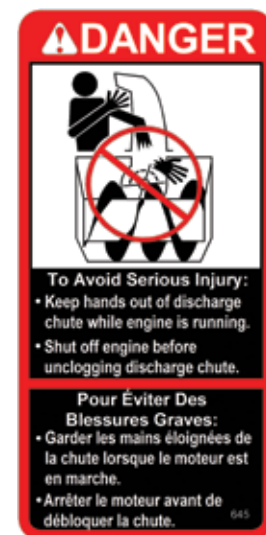 DANGER
To Avoid Serious Injury:
• Keep hands out of discharge
chute while engine is running.
• Shut off engine before
unclogging discharge chute.
Pour Éviter Des
Blessures Graves:
• Garder les mains éloignées de
la chute lorsque le moteur est
en marche.
• Arrêter le moteur avant de
débloquer la chute.
645